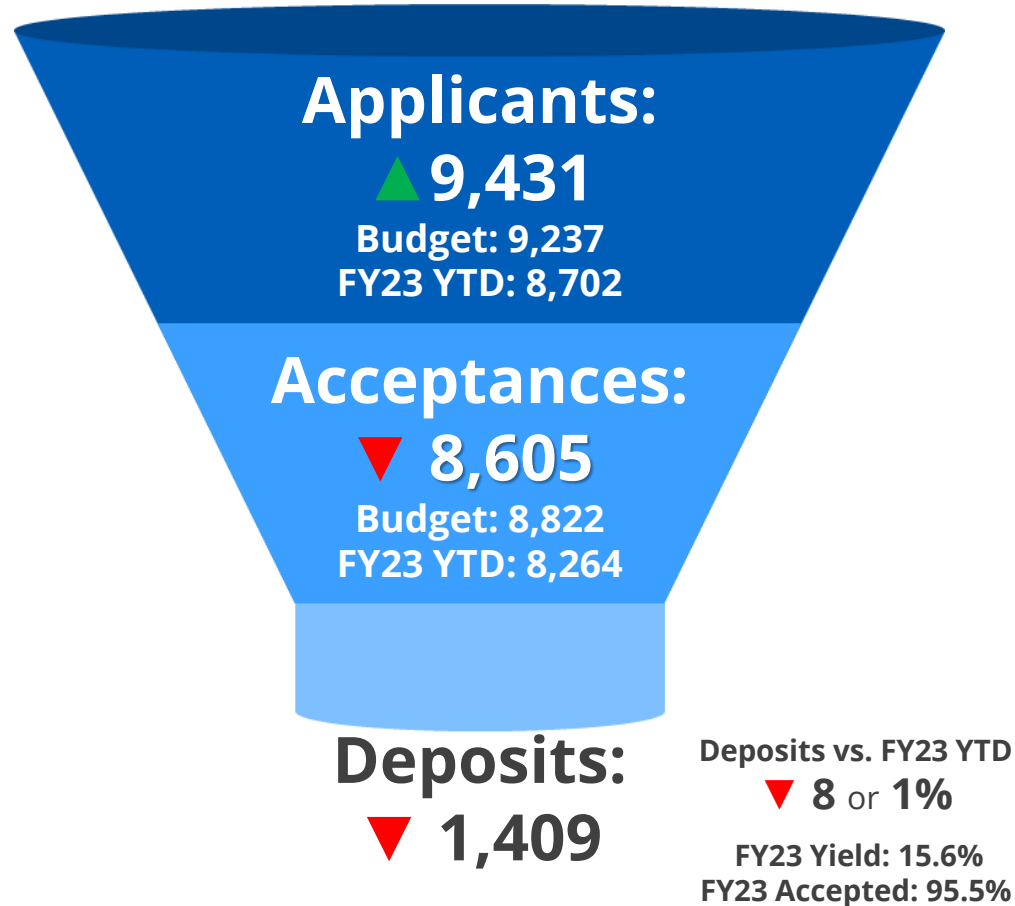 Applicants:
9,431
Budget: 9,237
FY23 YTD: 8,702
Acceptances:
8,605
Budget: 8,822
FY23 YTD: 8,264
Deposits:
1,409
Deposits vs. FY23 YTD
8 or 1%
FY23 Yield: 15.6%
FY23 Accepted: 95.5%